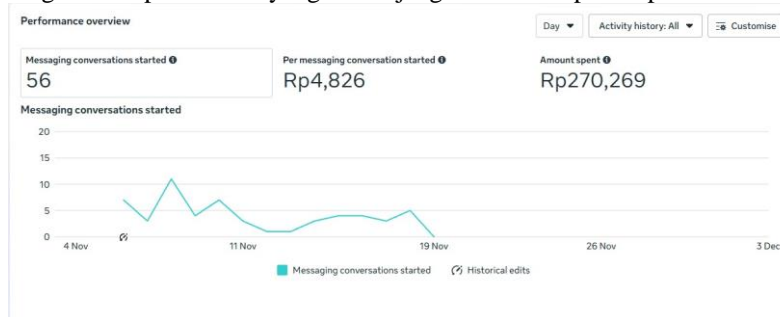 Performance overview
Day
Activity history: All
Customise
Messaging conversations started
Per messaging conversation started
Amount spent
56
Rp4,826
Rp270,269
Messaging conversations started
20
15
10
5
0
4 Nov
11 Nov
19 Nov
26 Nov
3 Dec
Messaging conversations started
Historical edits